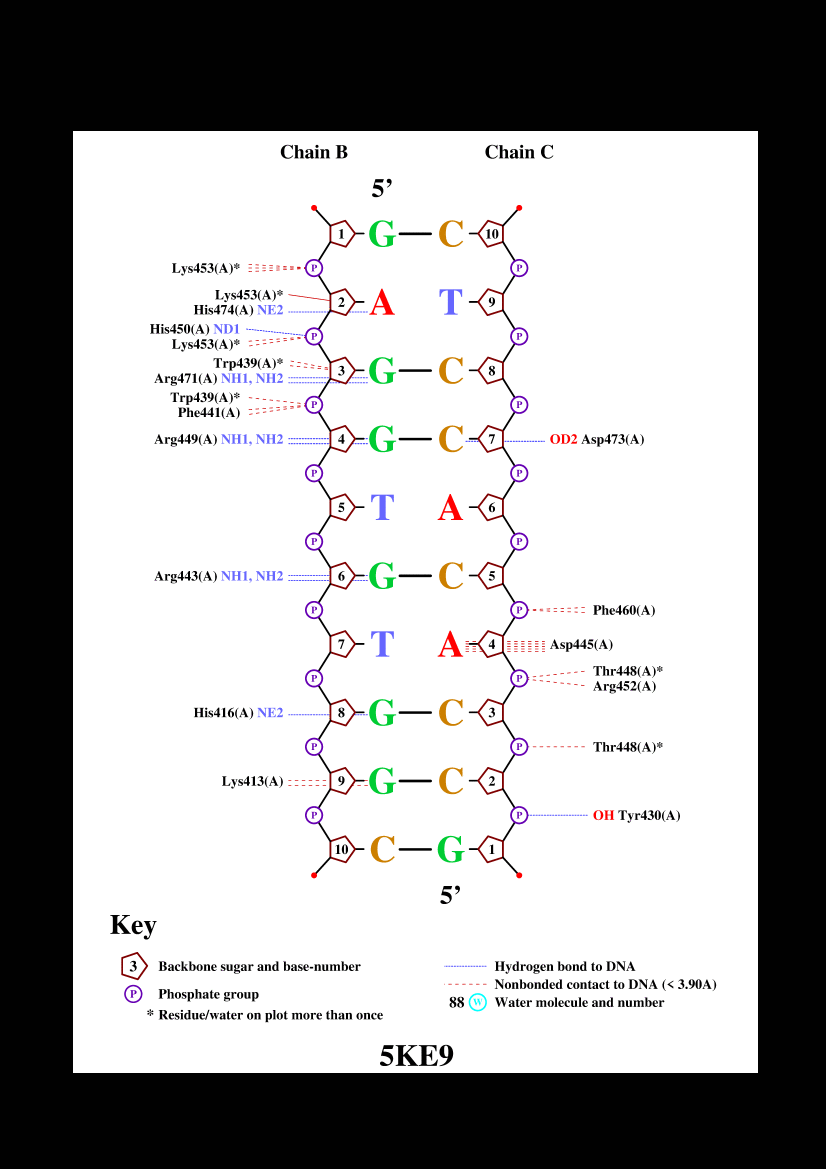 Chain B Chain C
5’
1 G C 10
Lys453(A)* P P
Lys453(A)*
2 A T 9
His474(A) NE2
His450(A) ND1
P P
Lys453(A)*
Trp439(A)*
3 G C 8
Arg471(A) NH1, NH2
Trp439(A)*
P P
Phe441(A)
Arg449(A) NH1, NH2 4 G C 7 OD2 Asp473(A)
P P
5 T A 6
P P
Arg443(A) NH1, NH2 6 G C 5
P P Phe460(A)
7 T A 4 Asp445(A)
Thr448(A)*
P P
Arg452(A)
His416(A) NE2 8 G C 3
P P Thr448(A)*
Lys413(A) 9 G C 2
P P OH Tyr430(A)
10 C G 1
5’
Key
3 Backbone sugar and base-number
P Phosphate group
* Residue/water on plot more than once
Hydrogen bond to DNA
Nonbonded contact to DNA (< 3.90A)
88 W Water molecule and number
5KE9